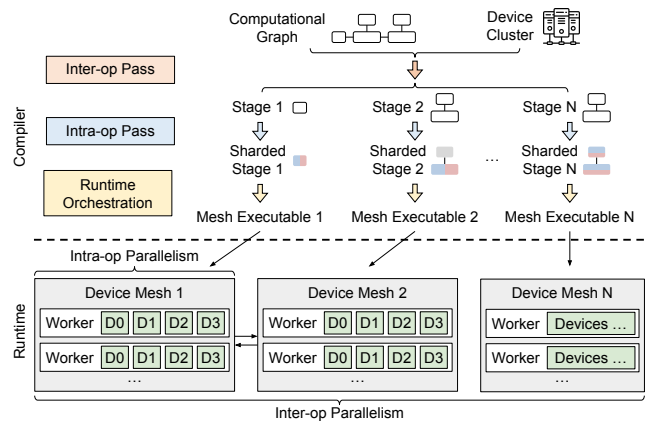 Computational
Graph
Device
Cluster
Compiler
Inter-op Pass
Stage 1
Stage 2
Stage N
Intra-op Pass
Sharded
Stage 1
Sharded
Stage 2
...
Sharded
Stage N
Runtime
Orchestration
Mesh Executable 1
Mesh Executable 2
Mesh Executable N
Runtime
Intra-op Parallelism
Device Mesh 1
Worker D0 D1 D2 D3
Worker D0 D1 D2 D3
...
Device Mesh 2
Worker D0 D1 D2 D3
Worker D0 D1 D2 D3
...
Device Mesh N
Worker Devices ...
Worker Devices ...
...
Inter-op Parallelism